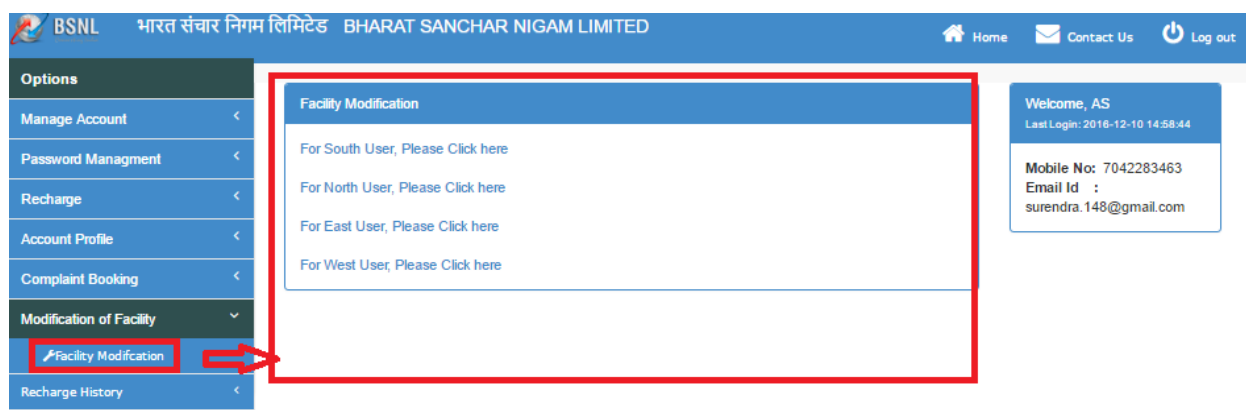 BSNL भारत संचार निगम लिमिटेड BHARAT SANCHAR NIGAM LIMITED
Home Contact Us Log out
Options
Manage Account
Password Managment
Recharge
Account Profile
Complaint Booking
Modification of Facility
Facility Modifcation
Recharge History
Facility Modification
For South User, Please Click here
For North User, Please Click here
For East User, Please Click here
For West User, Please Click here
Welcome, AS
Last Login: 2016-12-10 14:58:44
Mobile No: 7042283463
Email Id :
surendra.148@gmail.com